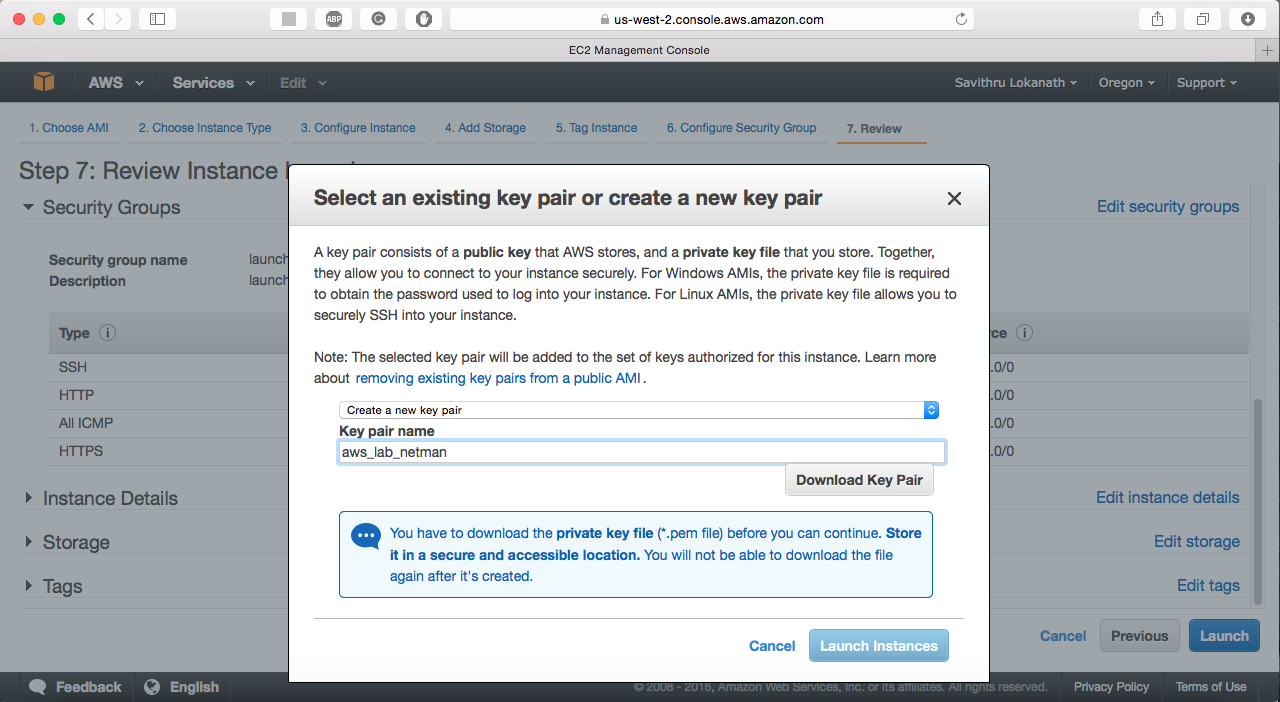 ABP
us-west-2.console.aws.amazon.com
EC2 Management Console
AWS Services Edit Savithru Lokanath Oregon Support
1. Choose AMI 2. Choose Instance Type 3. Configure Instance 4. Add Storage 5. Tag Instance 6. Configure Security Group 7. Review
Step 7: Review Instance
Security Groups Edit security groups
Security group name launch
Description launch
Type i rce i
SSH .0/0
HTTP .0/0
All ICMP .0/0
HTTPS .0/0
Instance Details Edit instance details
Storage Edit storage
Tags Edit tags
Cancel Previous Launch
Select an existing key pair or create a new key pair
A key pair consists of a public key that AWS stores, and a private key file that you store. Together,
they allow you to connect to your instance securely. For Windows AMIs, the private key file is required
to obtain the password used to log into your instance. For Linux AMIs, the private key file allows you to
securely SSH into your instance.
Note: The selected key pair will be added to the set of keys authorized for this instance. Learn more
about removing existing key pairs from a public AMI .
Create a new key pair
Key pair name
aws_lab_netman
Download Key Pair
You have to download the private key file (*.pem file) before you can continue. Store
it in a secure and accessible location. You will not be able to download the file
again after it's created.
Cancel Launch Instances
Feedback English © 2008 - 2016, Amazon Web Services, Inc. or its affiliates. All rights reserved. Privacy Policy Terms of Use